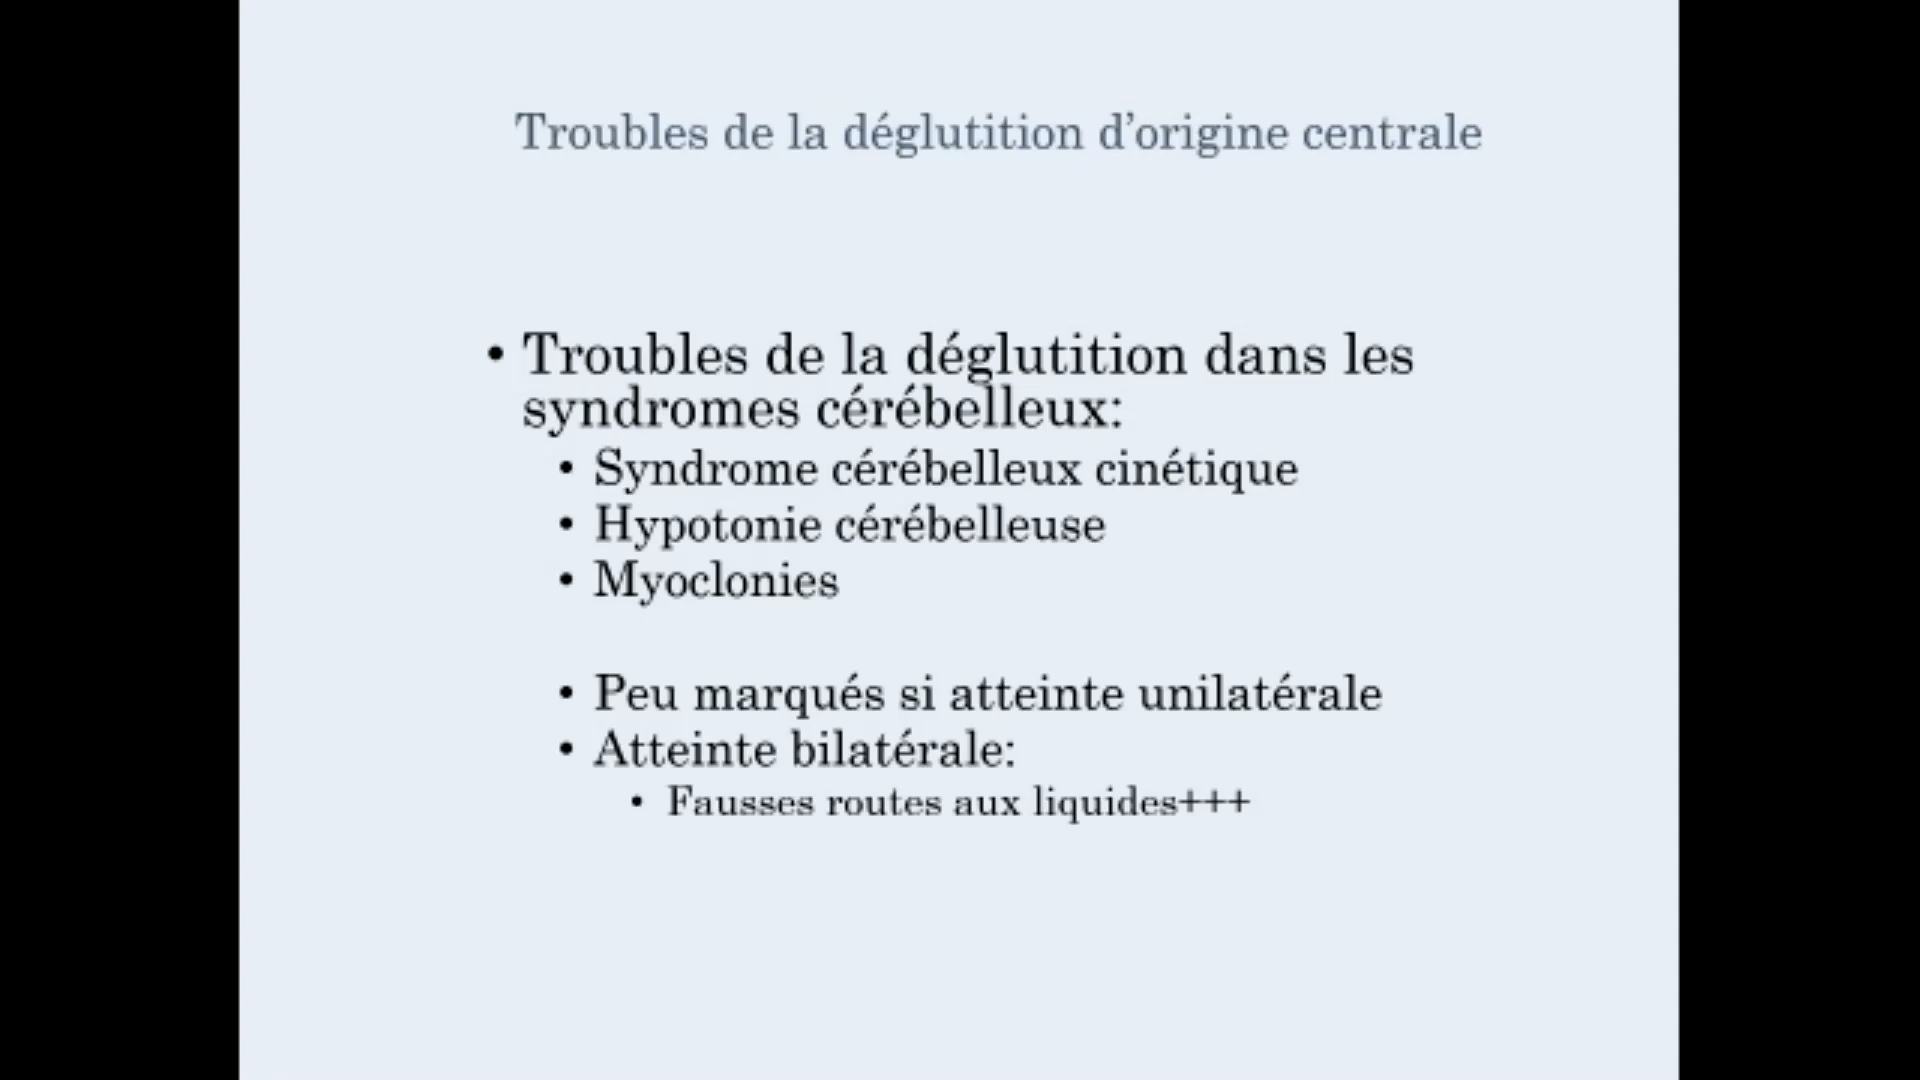 Troubles de la déglutition d’origine centrale
• Troubles de la déglutition dans les
syndromes cérébelleux:
• Syndrome cérébelleux cinétique
• Hypotonie cérébelleuse
• Myoclonies
• Peu marqués si atteinte unilatérale
• Atteinte bilatérale:
• Fausses routes aux liquides+++